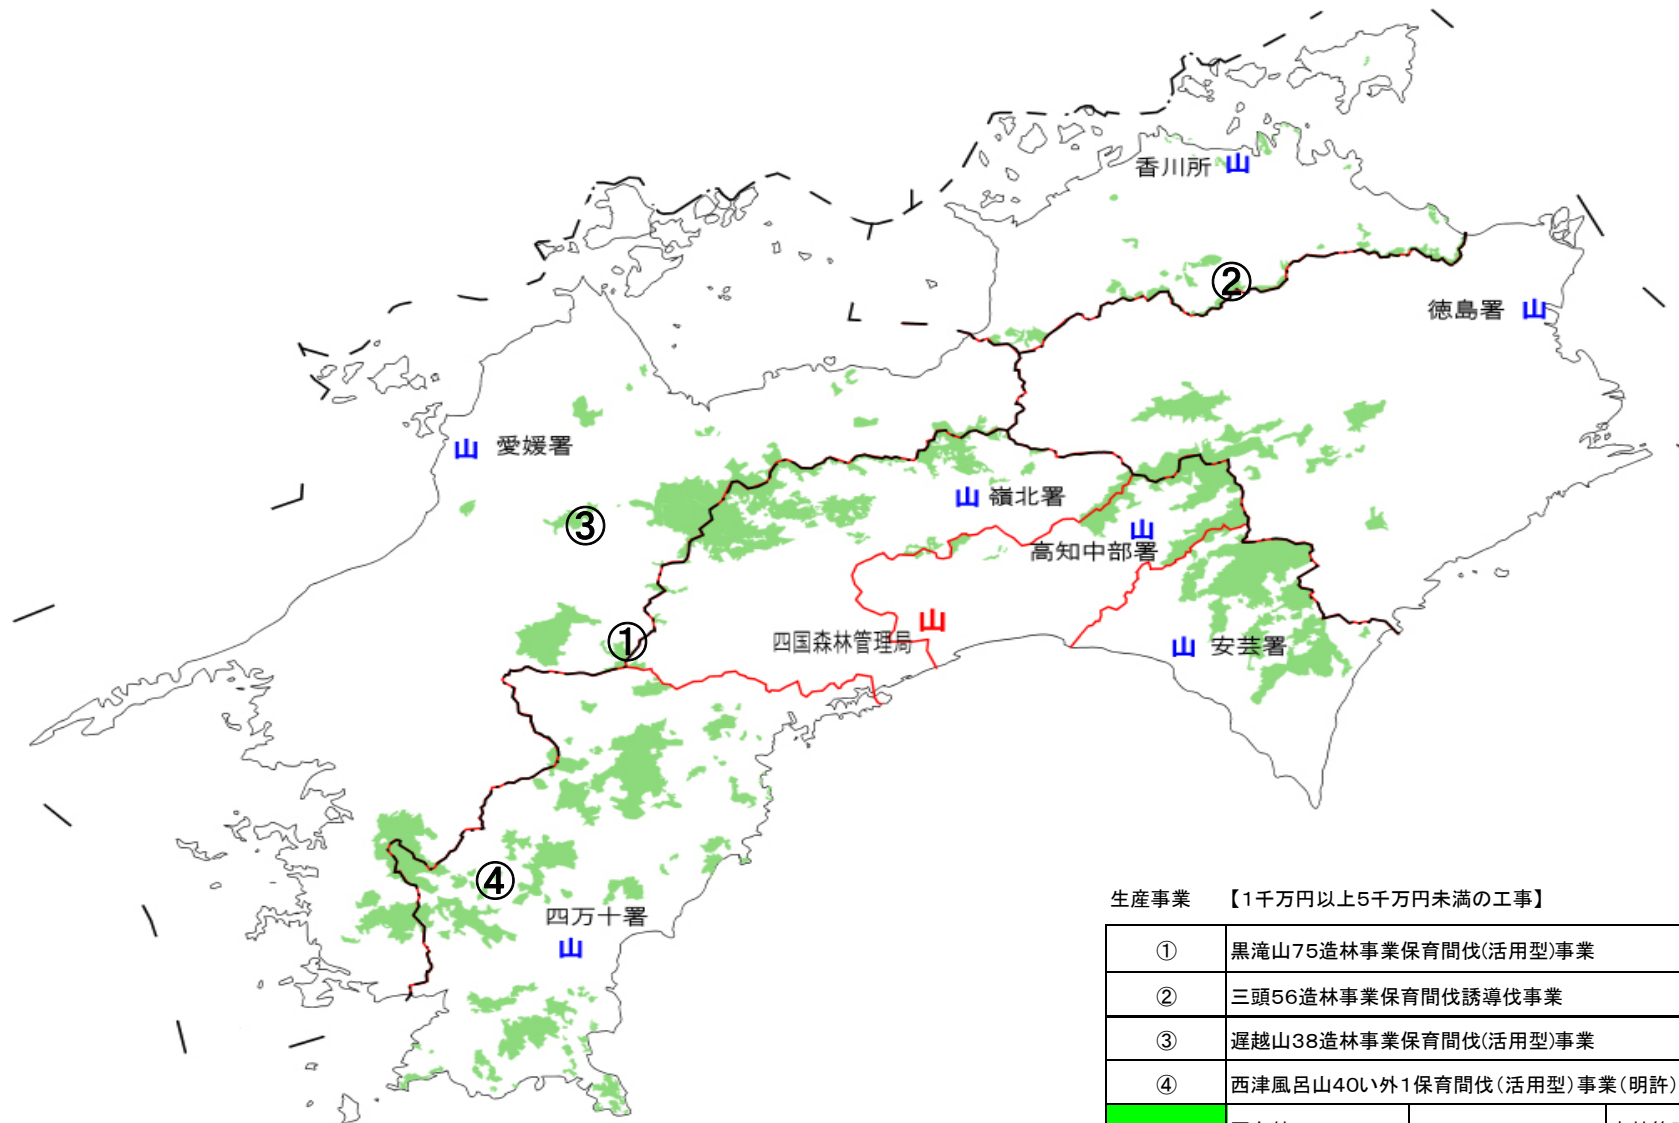 香川所 山
②
徳島署 山
山 愛媛署
山 嶺北署
③
山
高知中部署
山
四国森林管理局
①
山 安芸署
④
四万十署
山
生産事業 【1千万円以上5千万円未満の工事】
① 黒滝山75造林事業保育間伐(活用型)事業
② 三頭56造林事業保育間伐誘導伐事業
③ 遅越山38造林事業保育間伐(活用型)事業
④ 西津風呂山40い外1保育間伐(活用型)事業(明許)